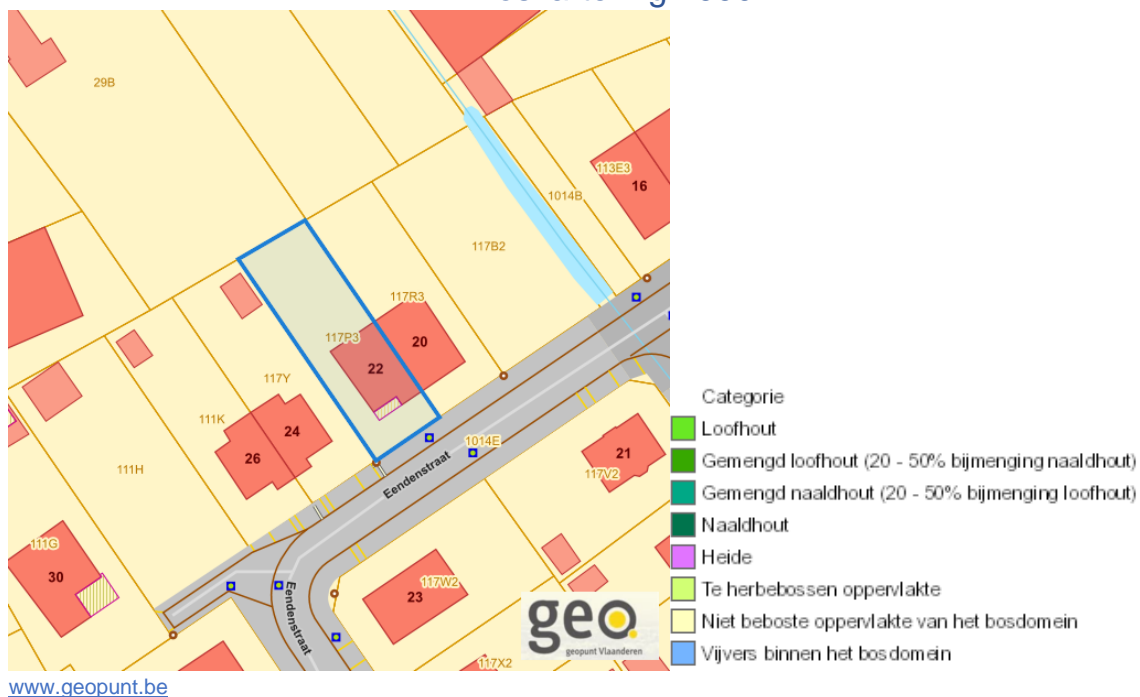 29B
113E3
16
1014B
117B2
117R3
117P3
20
22
117Y
111K
24
26
111H
1014E
Eendenstraat
21
117V2
111G
30
Eendenstraat
117W2
23
117X2
geo
geopunt Vlaanderen
Categorie
Loofhout
Gemengd loofhout (20 - 50% bijmenging naaldhout)
Gemengd naaldhout (20 - 50% bijmenging loofhout)
Naaldhout
Heide
Te herbebossen oppervlakte
Niet beboste oppervlakte van het bosdomein
Vijvers binnen het bosdomein
www.geopunt.be